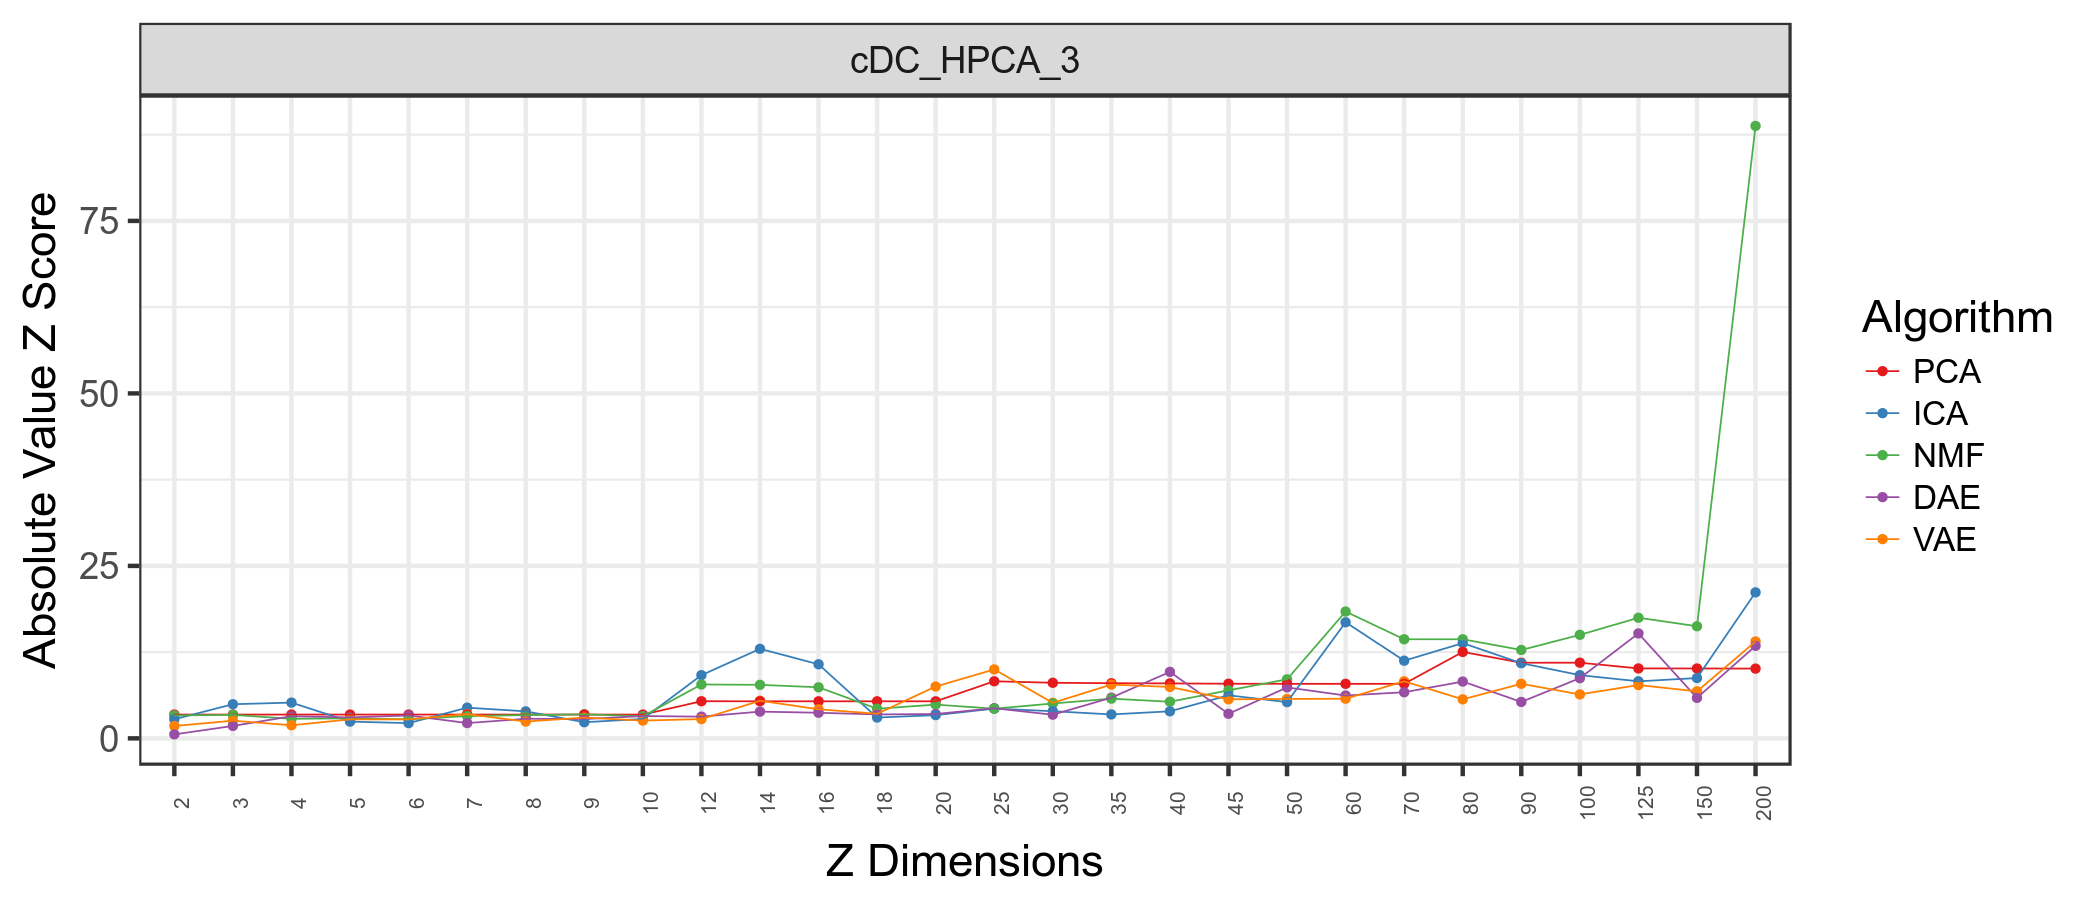 cDC_HPCA_3
Absolute Value Z Score
75
50
25
0
2 3 4 5 6 7 8 9 10 12 14 16 18 20 25 30 35 40 45 50 60 70 80 90 100 125 150 200
Z Dimensions
Algorithm
PCA
ICA
NMF
DAE
VAE